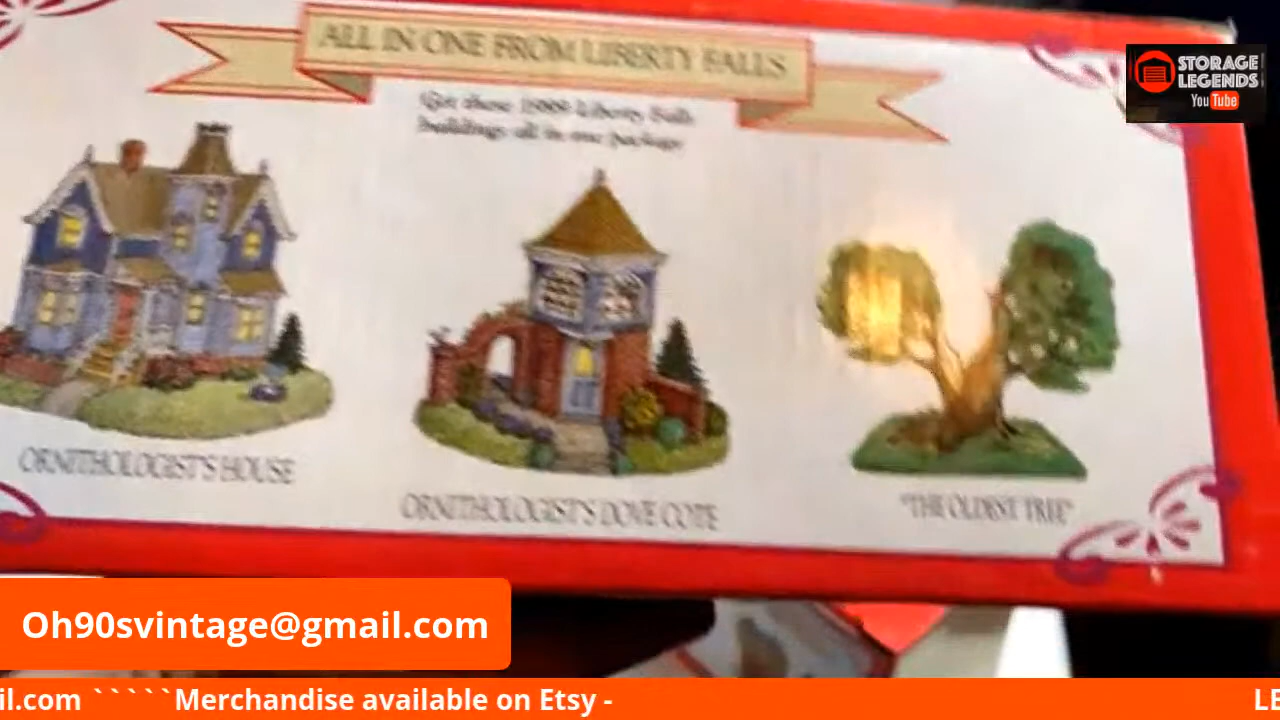 ALL IN ONE FROM LIBERTY FALLS
Get these 1999 Liberty Falls
buildings all in one package
STORAGE
LEGENDS
YouTube
ORNITHOLOGIST'S HOUSE
ORNITHOLOGIST'S DOVE COTE
"THE OLDEST TREE"
Oh90svintage@gmail.com
il.com `````Merchandise available on Etsy -
LE